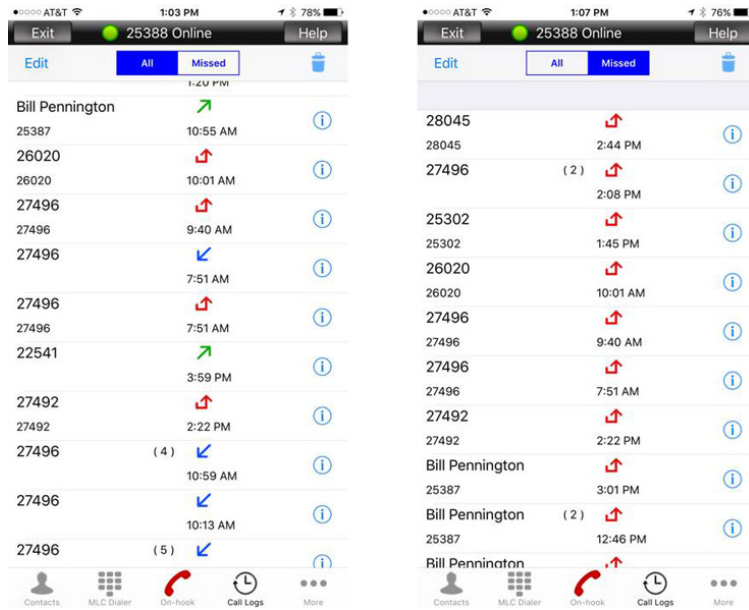 AT&T 1:03 PM 78%
Exit 25388 Online Help
Edit All Missed
1:20 PM
Bill Pennington
25387 10:55 AM
26020
26020 10:01 AM
27496
27496 9:40 AM
27496
7:51 AM
27496
27496 7:51 AM
22541
3:59 PM
27492
27492 2:22 PM
27496 (4)
10:59 AM
27496
10:13 AM
27496 (5)
Contacts MLC Dialer On-hook Call Logs More
AT&T 1:07 PM 76%
Exit 25388 Online Help
Edit All Missed
28045
28045 2:44 PM
27496 (2)
2:08 PM
25302
25302 1:45 PM
26020
26020 10:01 AM
27496
27496 9:40 AM
27496
27496 7:51 AM
27492
27492 2:22 PM
Bill Pennington
25387 3:01 PM
Bill Pennington (2)
25387 12:46 PM
Bill Pennington
Contacts MLC Dialer On-hook Call Logs More